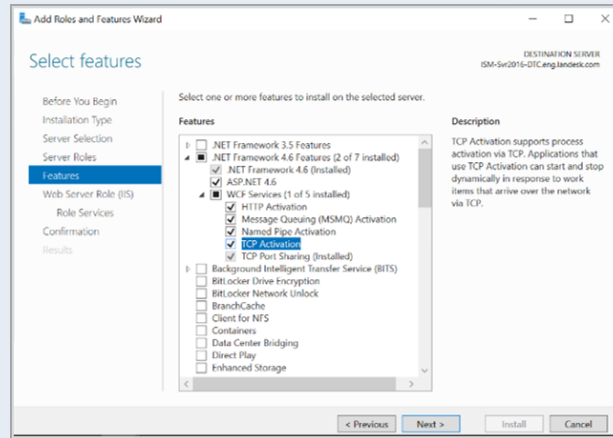 Add Roles and Features Wizard
Select features
DESTINATION SERVER
ISM-Svr2016-DTC.eng.landesk.com
Before You Begin
Installation Type
Server Selection
Server Roles
Features
Web Server Role (IIS)
Role Services
Confirmation
Results
Select one or more features to install on the selected server.
Features
.NET Framework 3.5 Features
.NET Framework 4.6 Features (2 of 7 installed)
.NET Framework 4.6 (Installed)
ASP.NET 4.6
WCF Services (1 of 5 installed)
HTTP Activation
Message Queuing (MSMQ) Activation
Named Pipe Activation
TCP Activation
TCP Port Sharing (Installed)
Background Intelligent Transfer Service (BITS)
BitLocker Drive Encryption
BitLocker Network Unlock
BranchCache
Client for NFS
Containers
Data Center Bridging
Direct Play
Enhanced Storage
Description
TCP Activation supports process
activation via TCP. Applications that
use TCP Activation can start and stop
dynamically in response to work
items that arrive over the network
via TCP.
< Previous
Next >
Install
Cancel